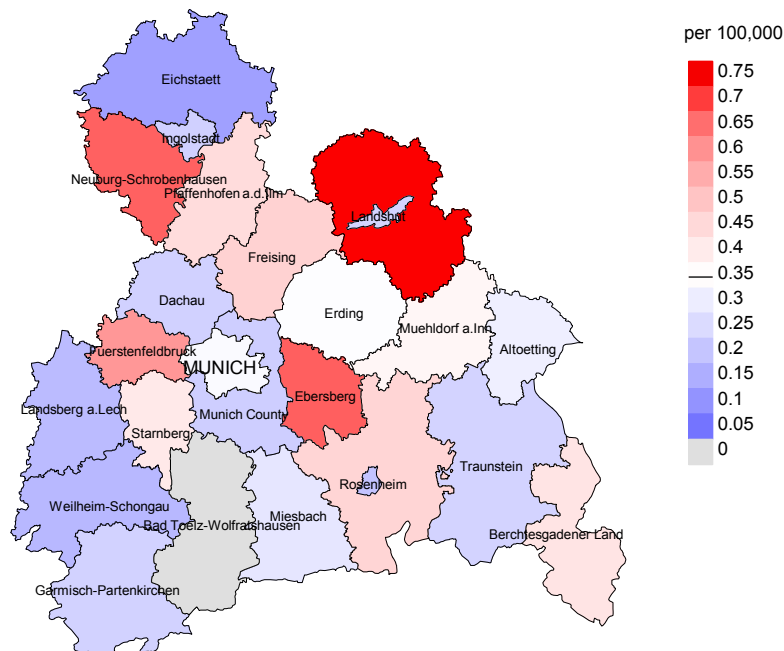 per 100,000
0.75
0.7
0.65
0.6
0.55
0.5
0.45
0.4
0.35
0.3
0.25
0.2
0.15
0.1
0.05
0
Eichstaett
Ingolstadt
Neuburg-Schrobenhausen
Pfaffenhofen a.d.Ilm
Landshut
Freising
Dachau
Erding
Muehldorf a.Inn
Altoetting
Fuerstenfeldbruck
MUNICH
Ebersberg
Landsberg a.Lech
Munich County
Starnberg
Traunstein
Rosenheim
Weilheim-Schongau
Miesbach
Bad Toelz-Wolfratshausen
Berchtesgadener Land
Garmisch-Partenkirchen